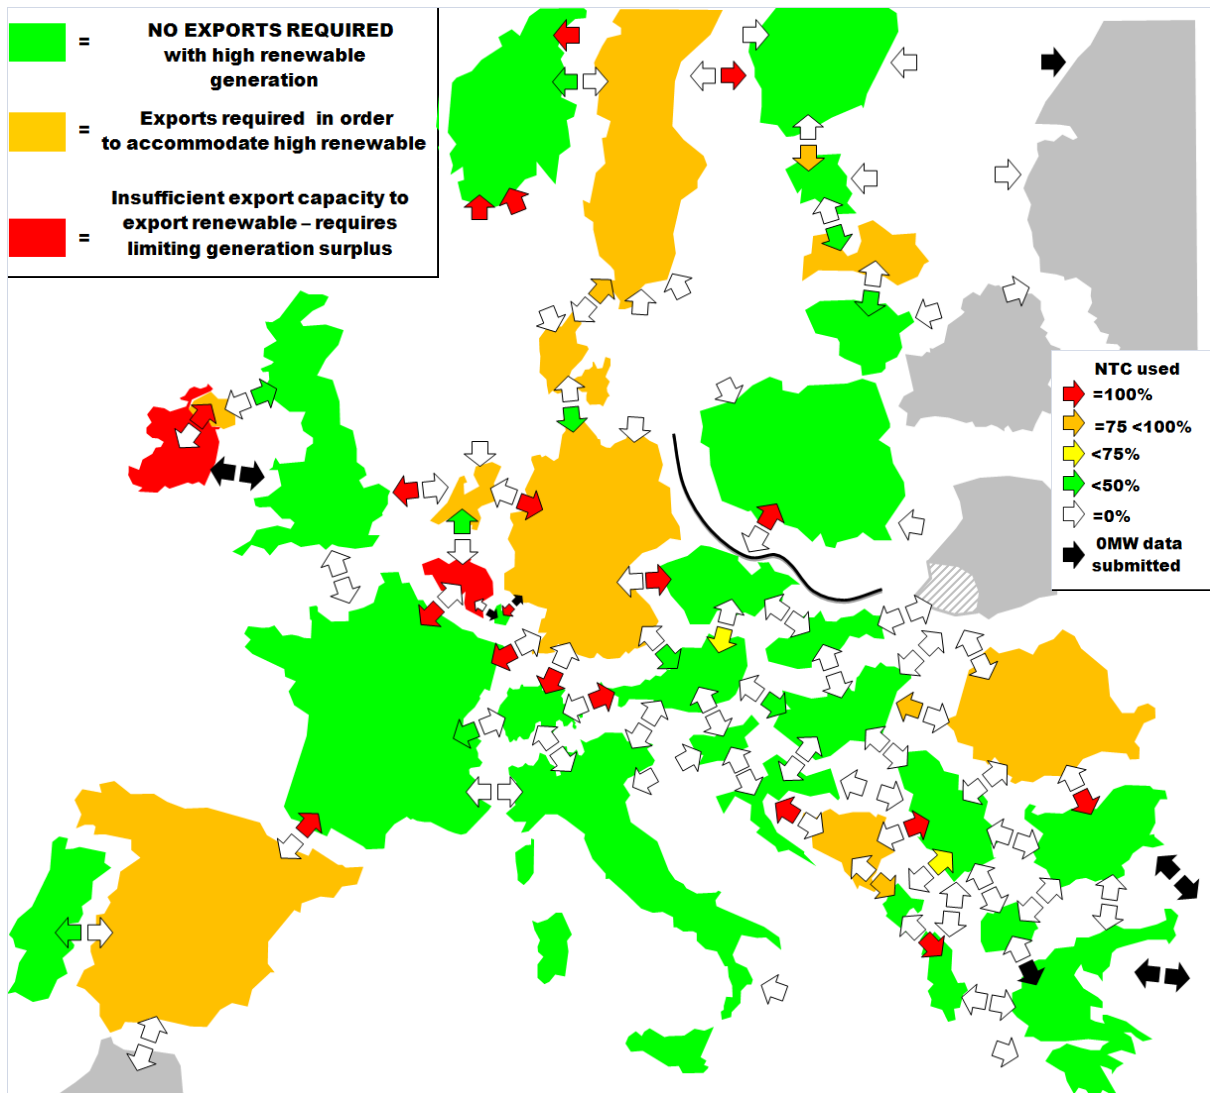 = NO EXPORTS REQUIRED
with high renewable
generation
= Exports required in order
to accommodate high renewable
Insufficient export capacity to
= export renewable – requires
limiting generation surplus
NTC used
=100%
=75 <100%
<75%
<50%
=0%
0MW data
submitted